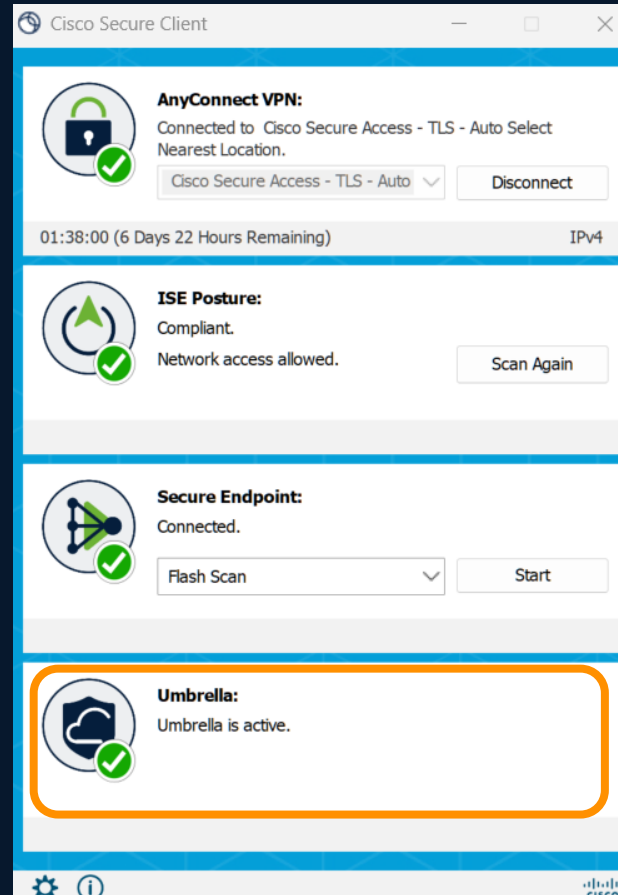 Cisco Secure Client
AnyConnect VPN:
Connected to Cisco Secure Access - TLS - Auto Select
Nearest Location.
Cisco Secure Access - TLS - Auto
Disconnect
01:38:00 (6 Days 22 Hours Remaining)
IPv4
ISE Posture:
Compliant.
Network access allowed.
Scan Again
Secure Endpoint:
Connected.
Flash Scan
Start
Umbrella:
Umbrella is active.